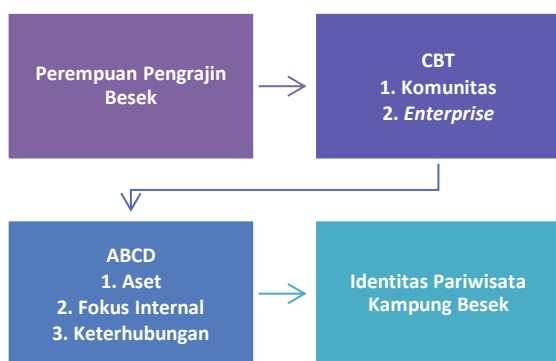 Perempuan Pengrajin
Besek
CBT
1. Komunitas
2. Enterprise
ABCD
1. Aset
2. Fokus Internal
3. Keterhubungan
Identitas Pariwisata
Kampung Besek